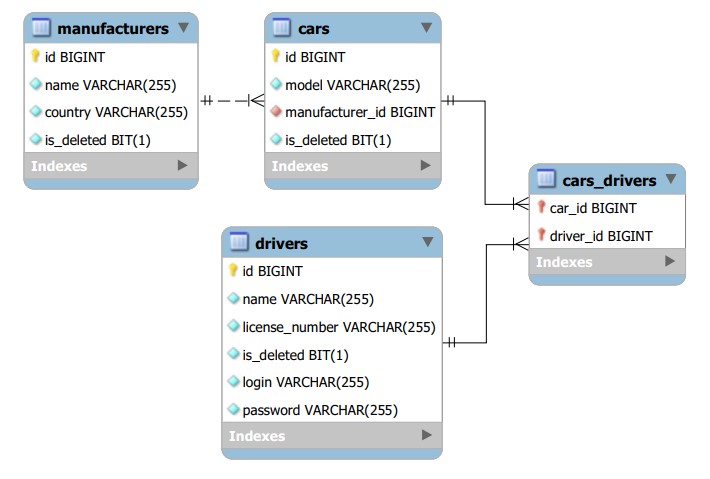 manufacturers
id BIGINT
name VARCHAR(255)
country VARCHAR(255)
is_deleted BIT(1)
Indexes
cars
id BIGINT
model VARCHAR(255)
manufacturer_id BIGINT
is_deleted BIT(1)
Indexes
cars_drivers
car_id BIGINT
driver_id BIGINT
Indexes
drivers
id BIGINT
name VARCHAR(255)
license_number VARCHAR(255)
is_deleted BIT(1)
login VARCHAR(255)
password VARCHAR(255)
Indexes